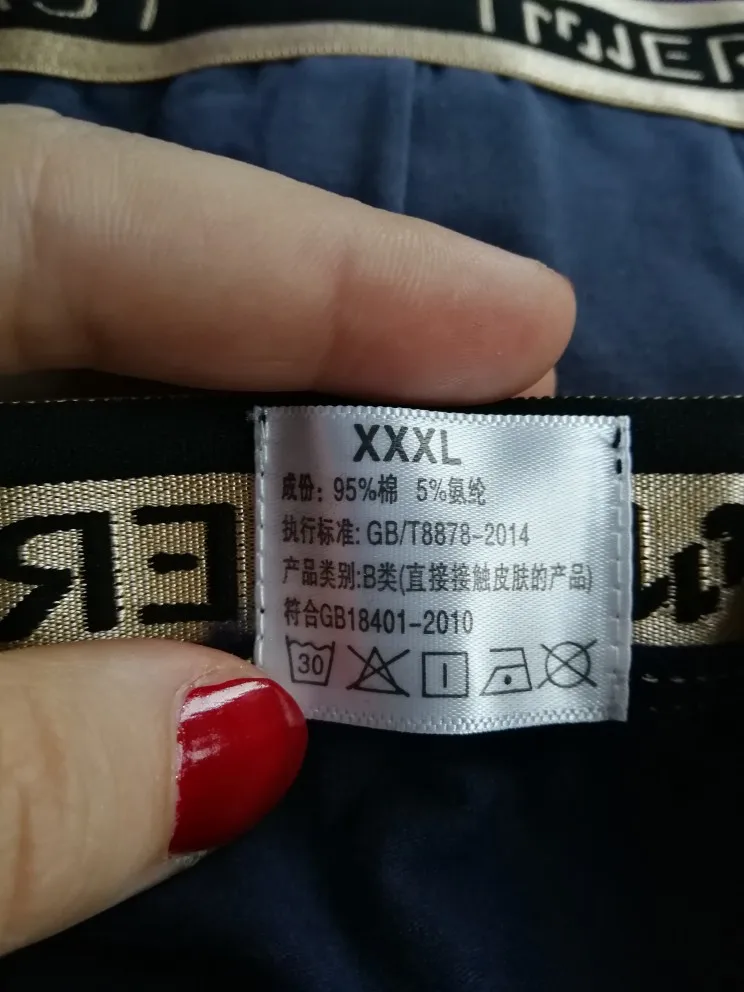 XXXL
成份: 95%棉 5%氨纶
执行标准: GB/T8878-2014
产品类别:B类(直接接触皮肤的产品)
符合GB18401-2010
30